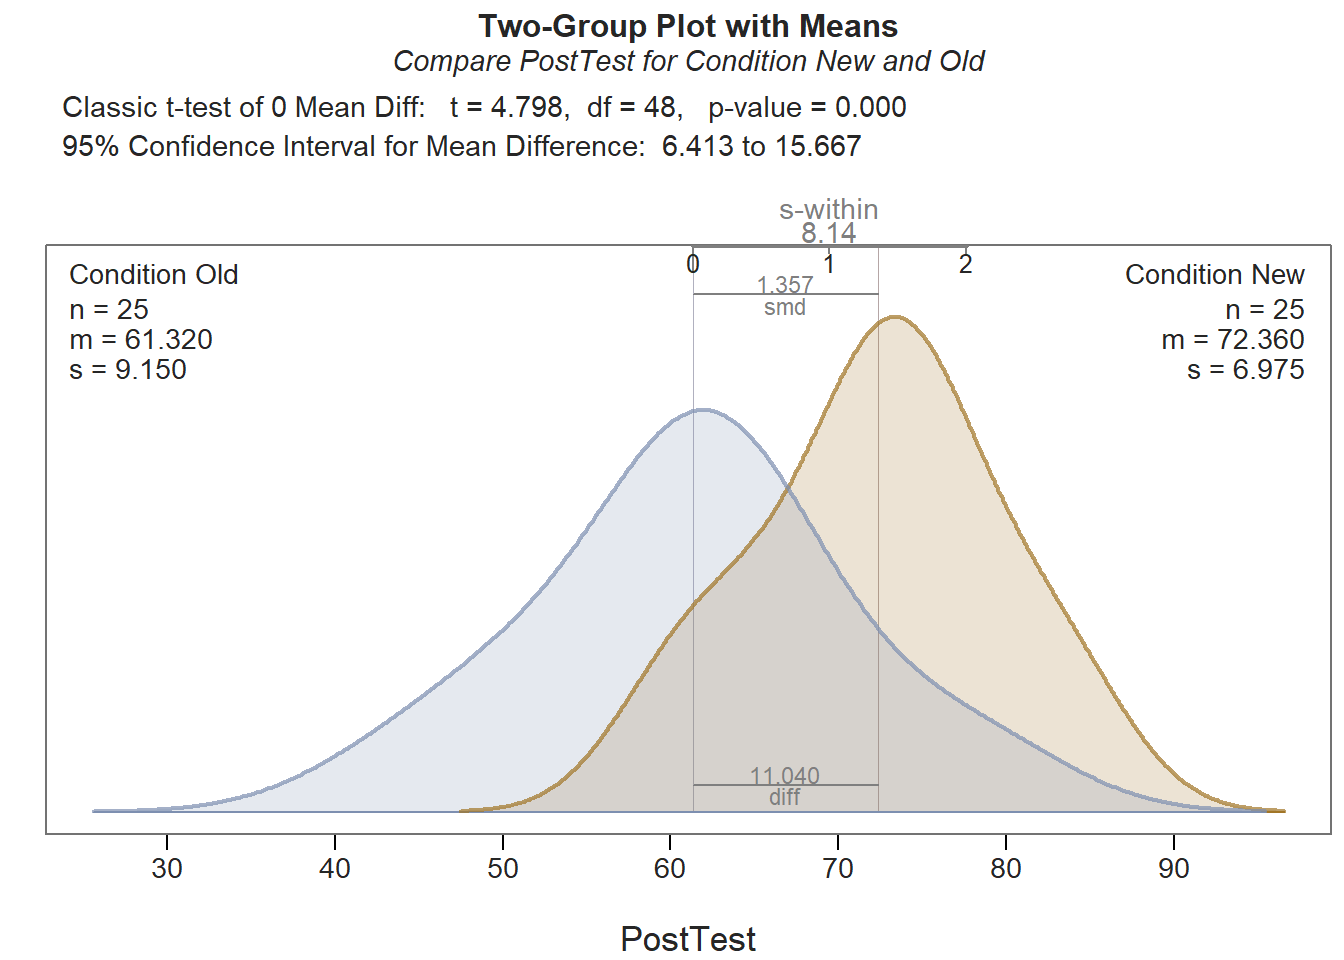 Two-Group Plot with Means
Compare PostTest for Condition New and Old
Classic t-test of 0 Mean Diff:   t = 4.798,  df = 48,   p-value = 0.000
95% Confidence Interval for Mean Difference:  6.413 to 15.667
s-within
8.14
0 1 2
1.357
smd
Condition Old
n = 25
m = 61.320
s = 9.150
Condition New
n = 25
m = 72.360
s = 6.975
11.040
diff
30 40 50 60 70 80 90
PostTest